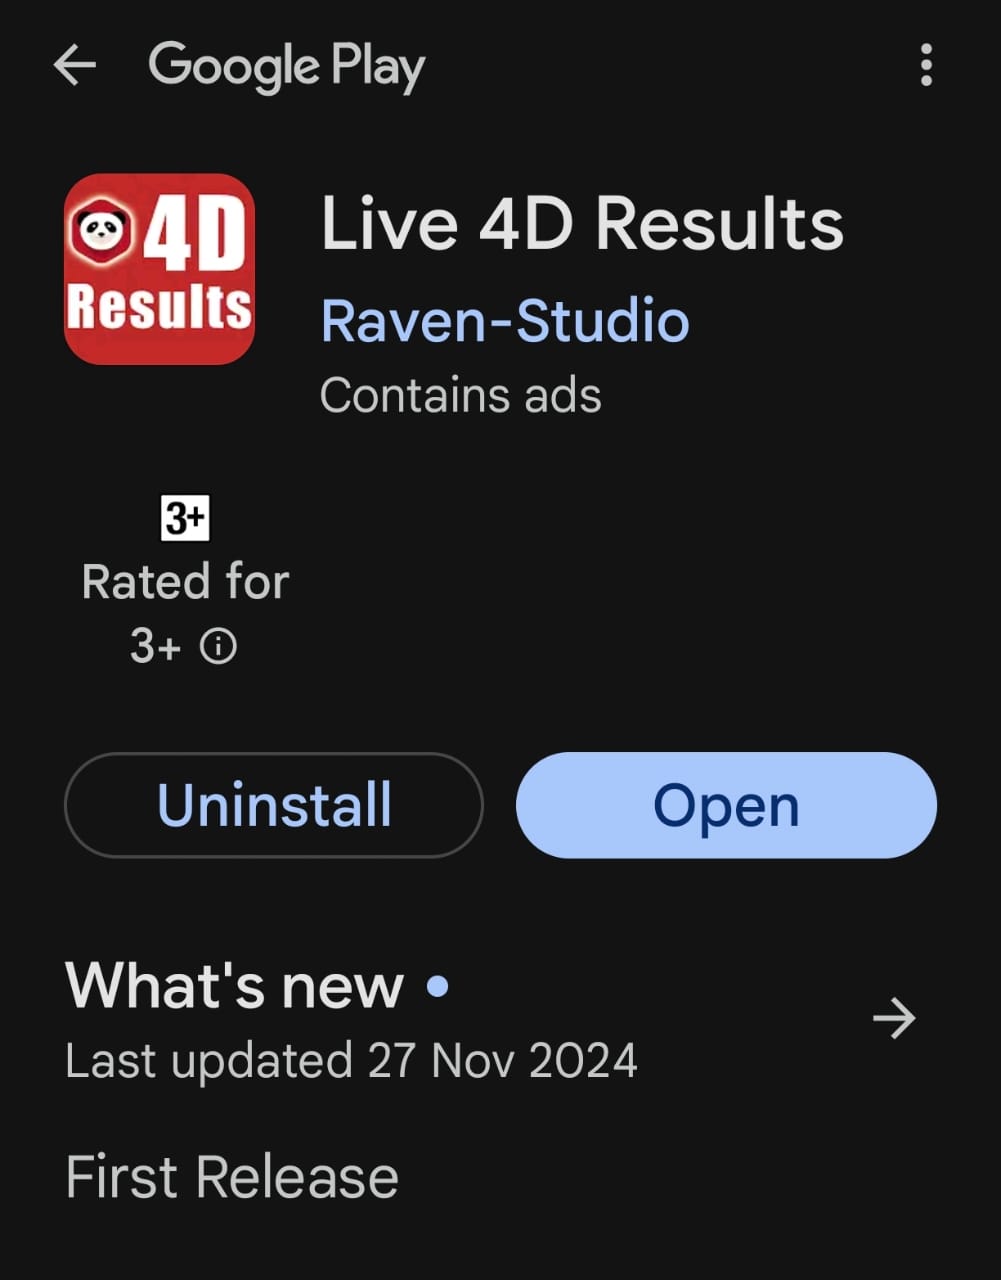 Google Play
4D
Results
Live 4D Results
Raven-Studio
Contains ads
3+
Rated for
3+
Uninstall
Open
What's new
Last updated 27 Nov 2024
First Release